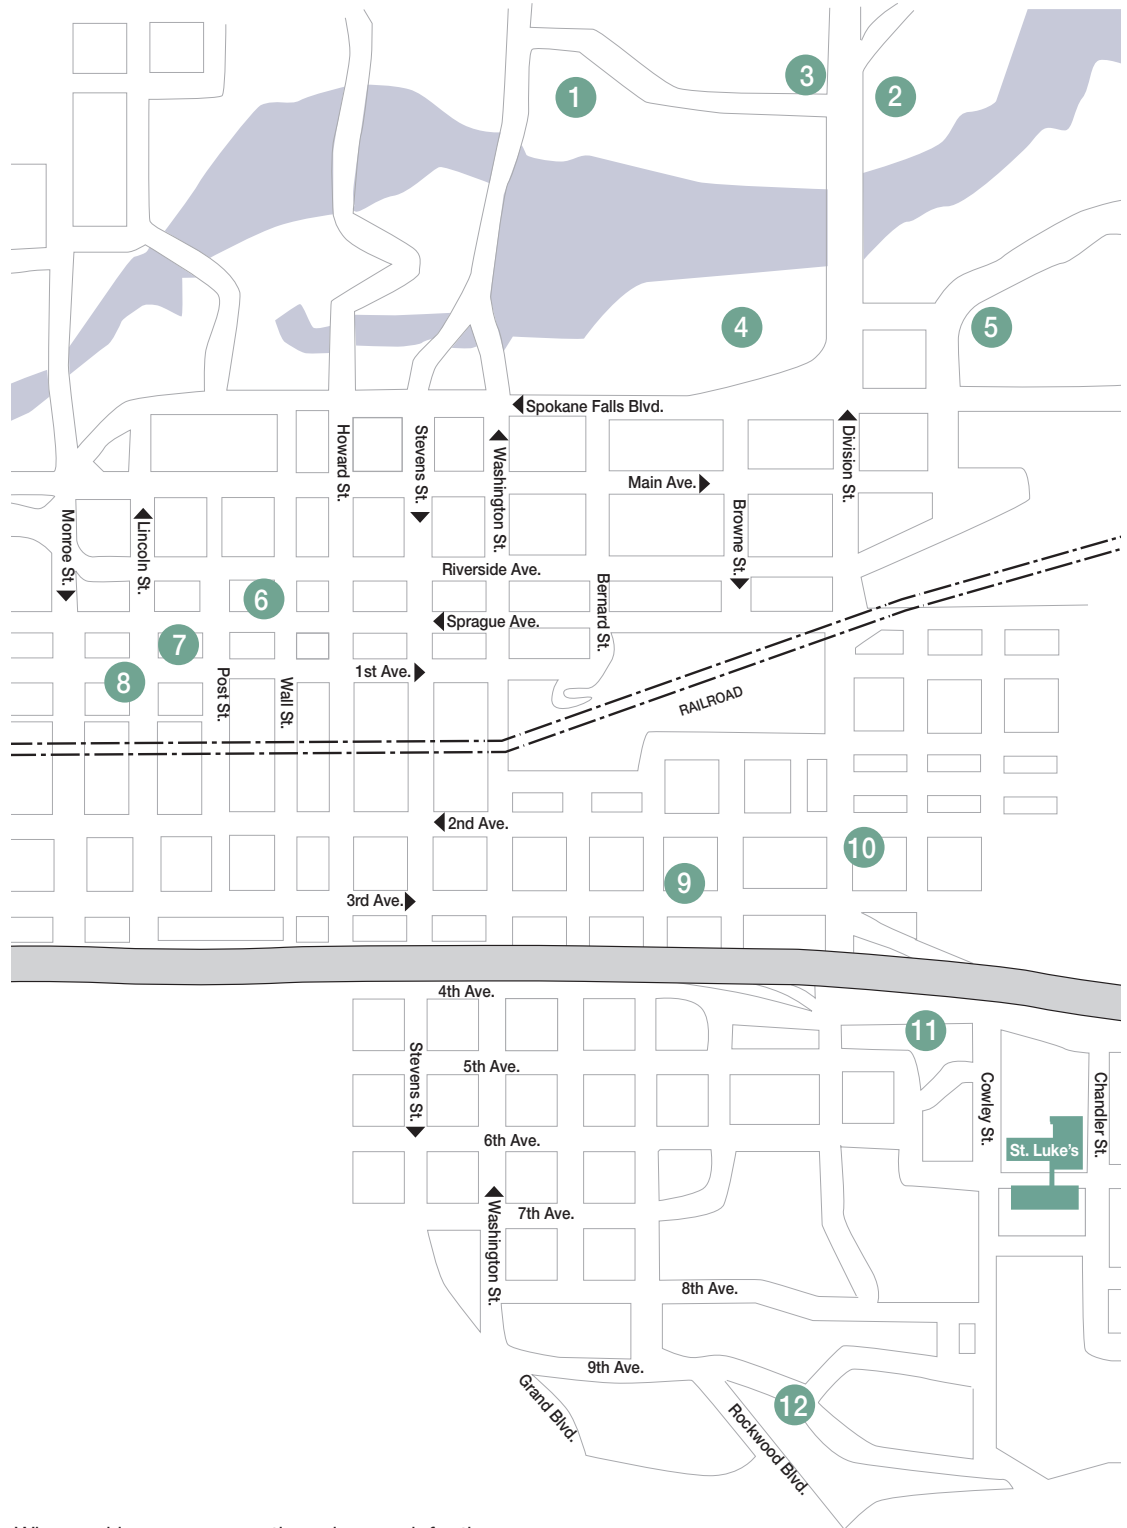 1
3
2
4
5
Spokane Falls Blvd.
Howard St.
Stevens St.
Washington St.
Division St.
Main Ave.
Browne St.
Monroe St.
Lincoln St.
Riverside Ave.
Bernard St.
6
Sprague Ave.
7
1st Ave.
8
Post St.
Wall St.
RAILROAD
2nd Ave.
10
9
3rd Ave.
4th Ave.
11
Stevens St.
5th Ave.
Cowley St.
Chandler St.
6th Ave.
St. Luke's
Washington St.
7th Ave.
8th Ave.
9th Ave.
Grand Blvd.
12
Rockwood Blvd.